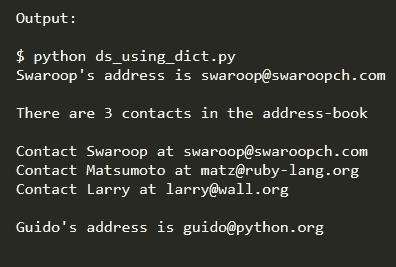 Output:
$ python ds_using_dict.py
Swaroop's address is swaroop@swaroopch.com
There are 3 contacts in the address-book
Contact Swaroop at swaroop@swaroopch.com
Contact Matsumoto at matz@ruby-lang.org
Contact Larry at larry@wall.org
Guido's address is guido@python.org